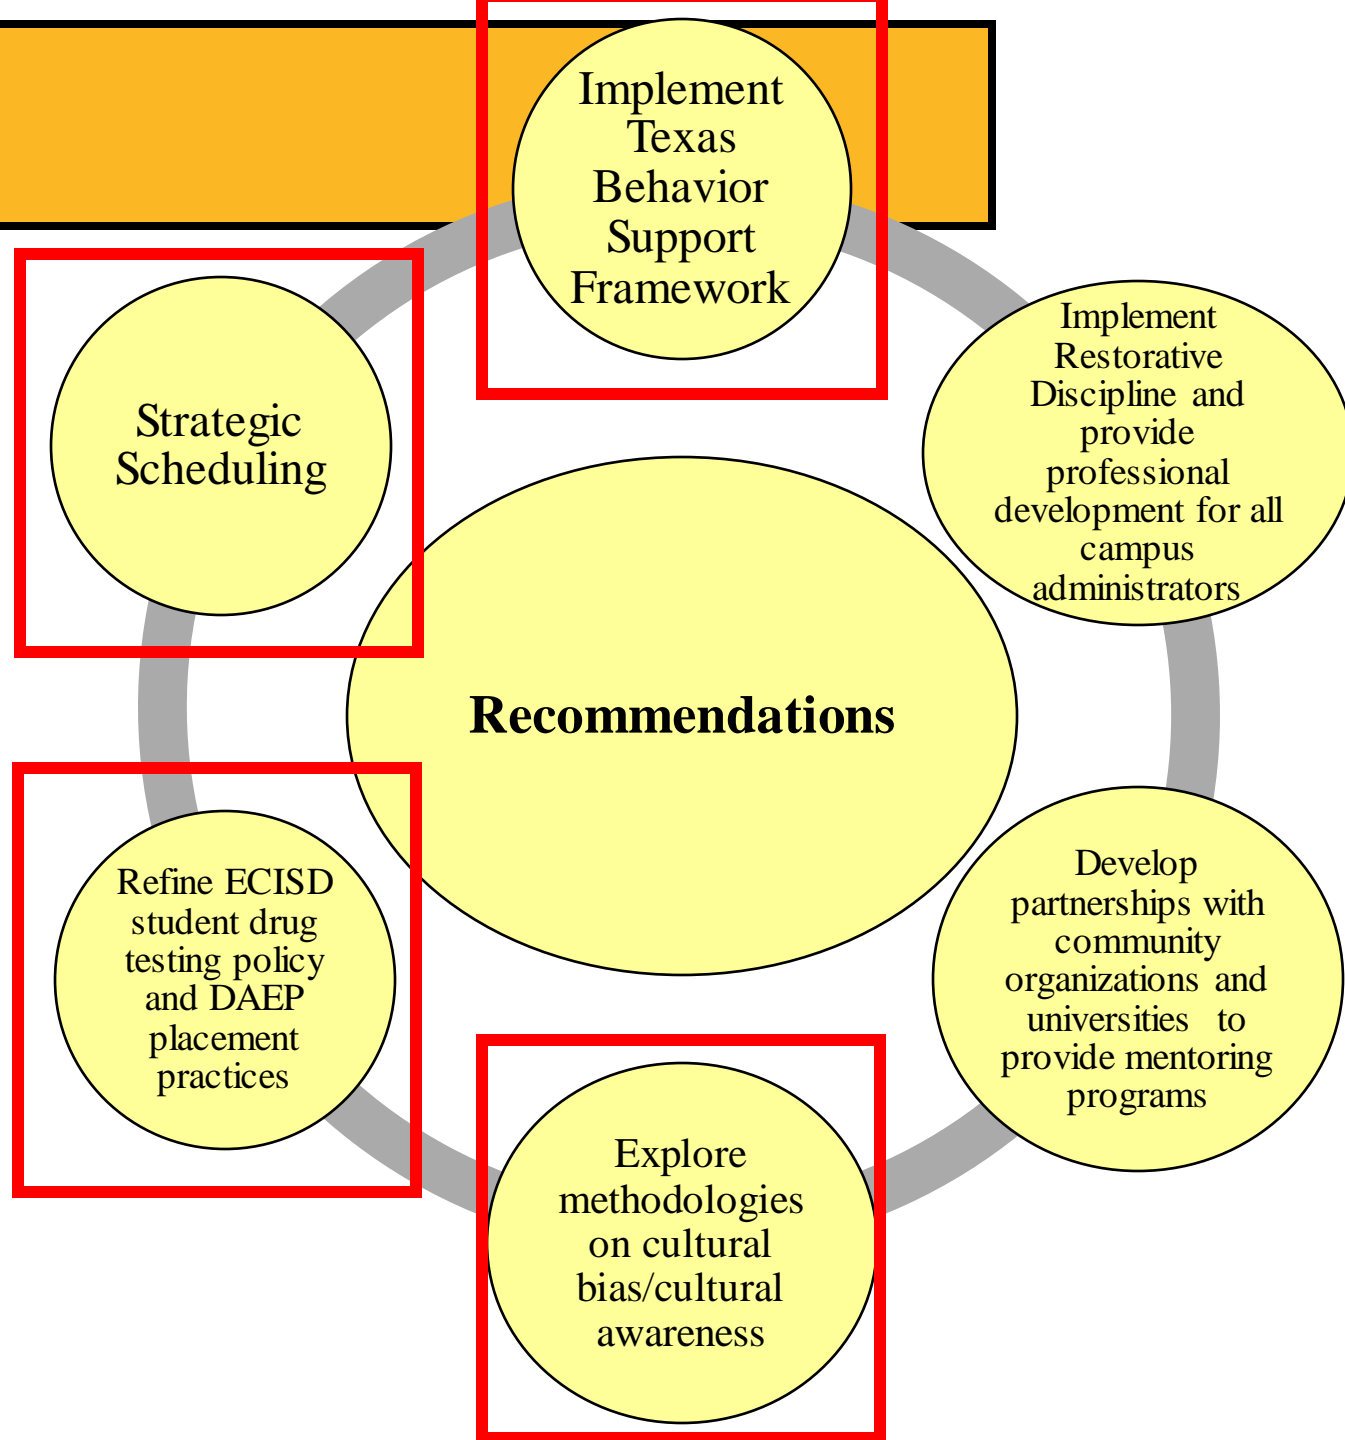 Implement
Texas
Behavior
Support
Framework
Implement
Restorative
Discipline and
provide
professional
development for all
campus
administrators
Strategic
Scheduling
Recommendations
Develop
partnerships with
community
organizations and
universities to
provide mentoring
programs
Refine ECISD
student drug
testing policy
and DAEP
placement
practices
Explore
methodologies
on cultural
bias/cultural
awareness